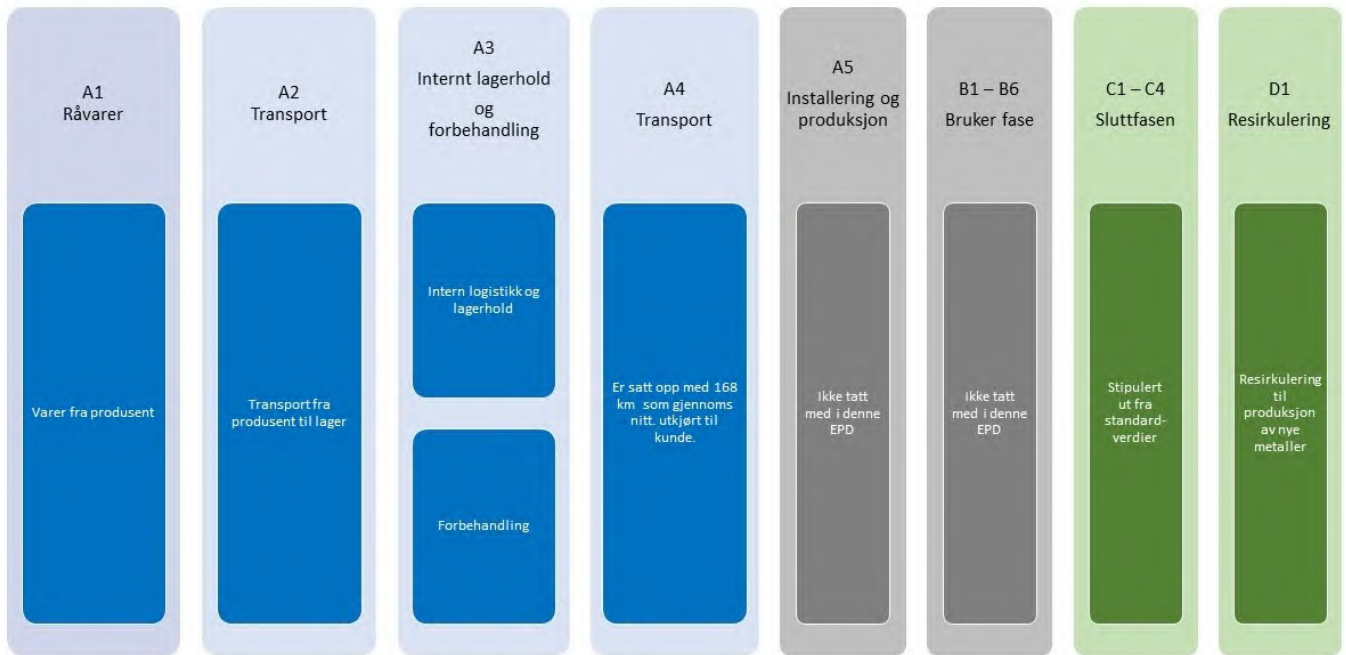 A1
Råvarer
Varer fra produsent
A2
Transport
Transport fra
produsent til lager
A3
Internt lagerhold
og
forbehandling
Intern logistikk og
lagerhold
Forbehandling
A4
Transport
Er satt opp med 168
km som gjennoms
nitt. utkjørt til
kunde.
A5
Installering og
produksjon
Ikke tatt
med i denne
EPD
B1 – B6
Bruker fase
Ikke tatt
med i denne
EPD
C1 – C4
Sluttfasen
Stipulert
ut fra
standard-
verdier
D1
Resirkulering
Resirkulering
til
produksjon
av nye
metaller